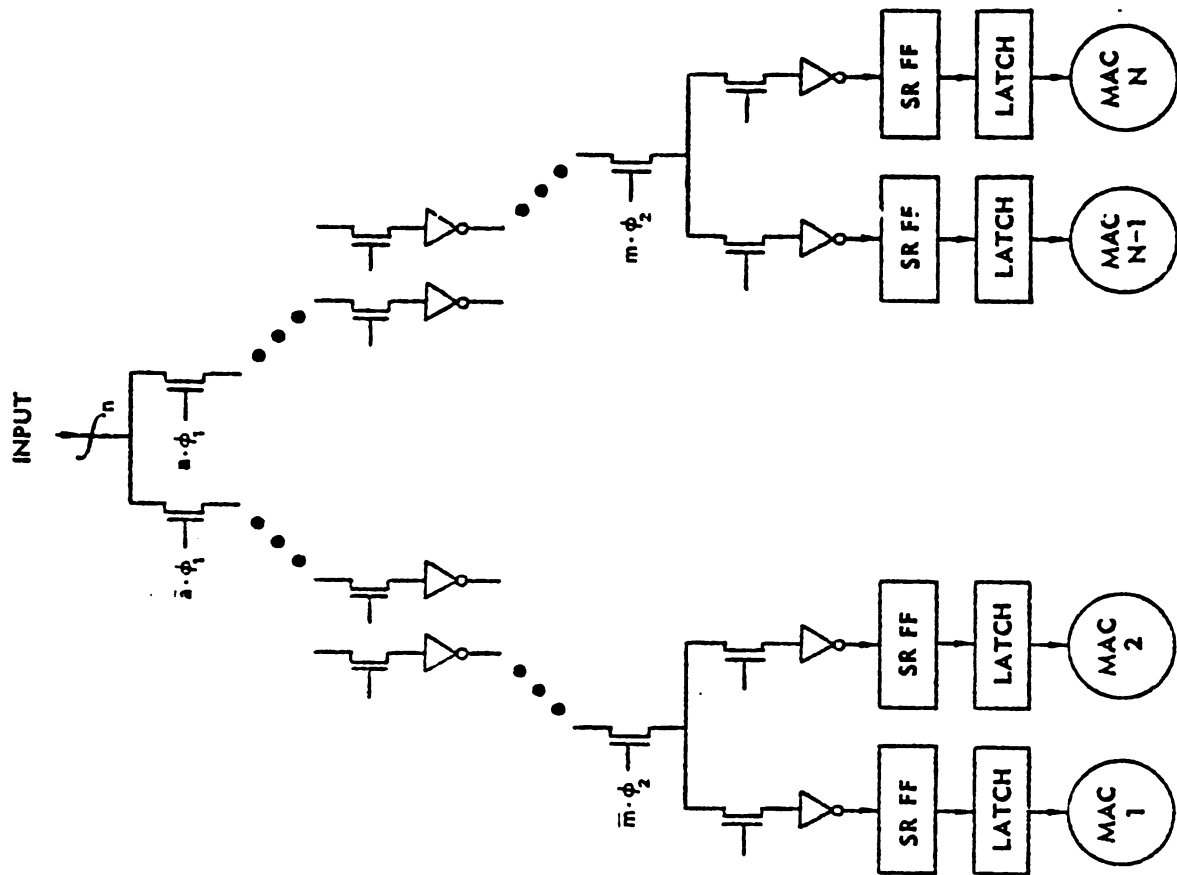 INPUT
n
ā·ϕ₁
a·ϕ₁
m̄·ϕ₂
m·ϕ₂
SR FF
SR FF
SR FF
SR FF
LATCH
LATCH
LATCH
LATCH
MAC
1
MAC
2
MAC
N-1
MAC
N